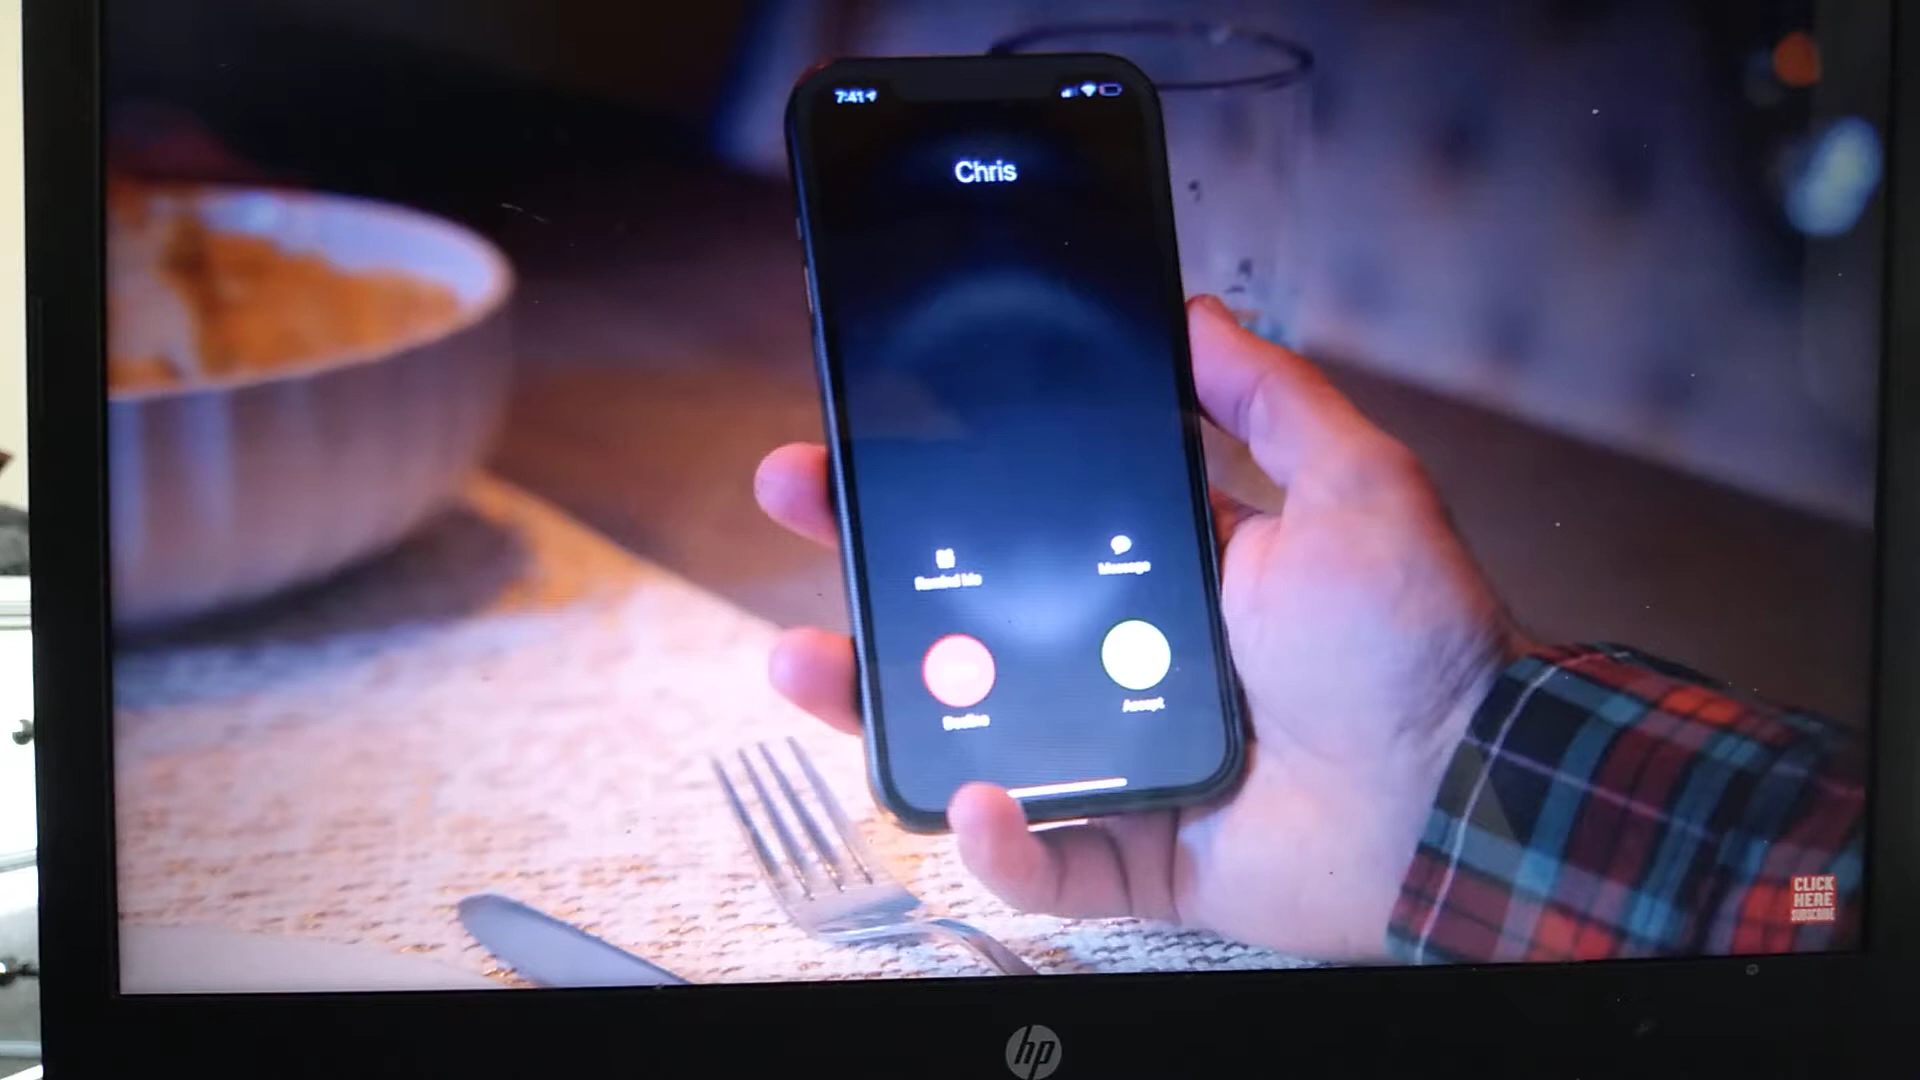 7:41
Chris
Remind Me
Message
Decline
Accept
CLICK
HERE
SUBSCRIBE
hp